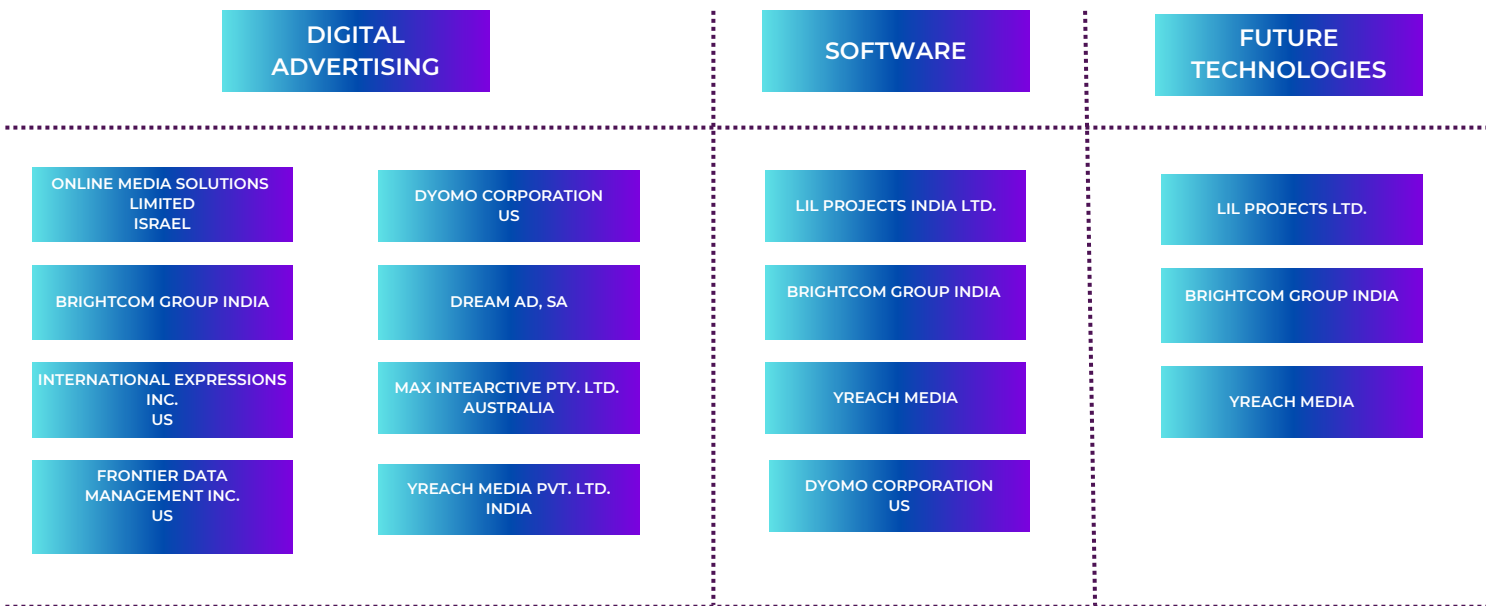 DIGITAL
ADVERTISING
SOFTWARE
FUTURE
TECHNOLOGIES
ONLINE MEDIA SOLUTIONS
LIMITED
ISRAEL
BRIGHTCOM GROUP INDIA
INTERNATIONAL EXPRESSIONS
INC.
US
FRONTIER DATA
MANAGEMENT INC.
US
DYOMO CORPORATION
US
DREAM AD, SA
MAX INTEARCTIVE PTY. LTD.
AUSTRALIA
YREACH MEDIA PVT. LTD.
INDIA
LIL PROJECTS INDIA LTD.
BRIGHTCOM GROUP INDIA
YREACH MEDIA
DYOMO CORPORATION
US
LIL PROJECTS LTD.
BRIGHTCOM GROUP INDIA
YREACH MEDIA